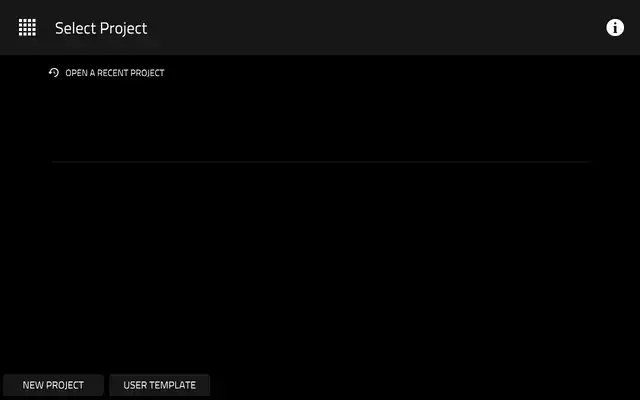 Select Project
OPEN A RECENT PROJECT
NEW PROJECT
USER TEMPLATE